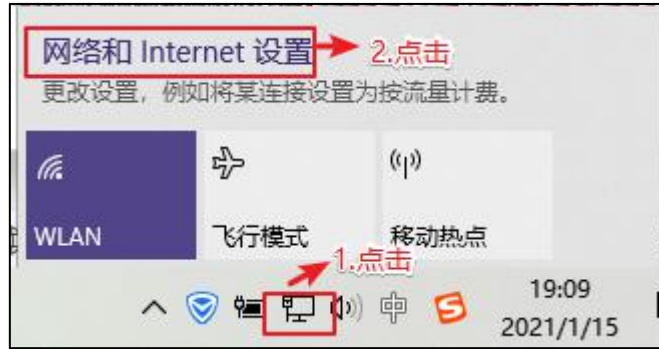 网络和 Internet 设置 2.点击
更改设置，例如将某连接设置为按流量计费。
WLAN 飞行模式 移动热点
1.点击
中 S 19:09
2021/1/15